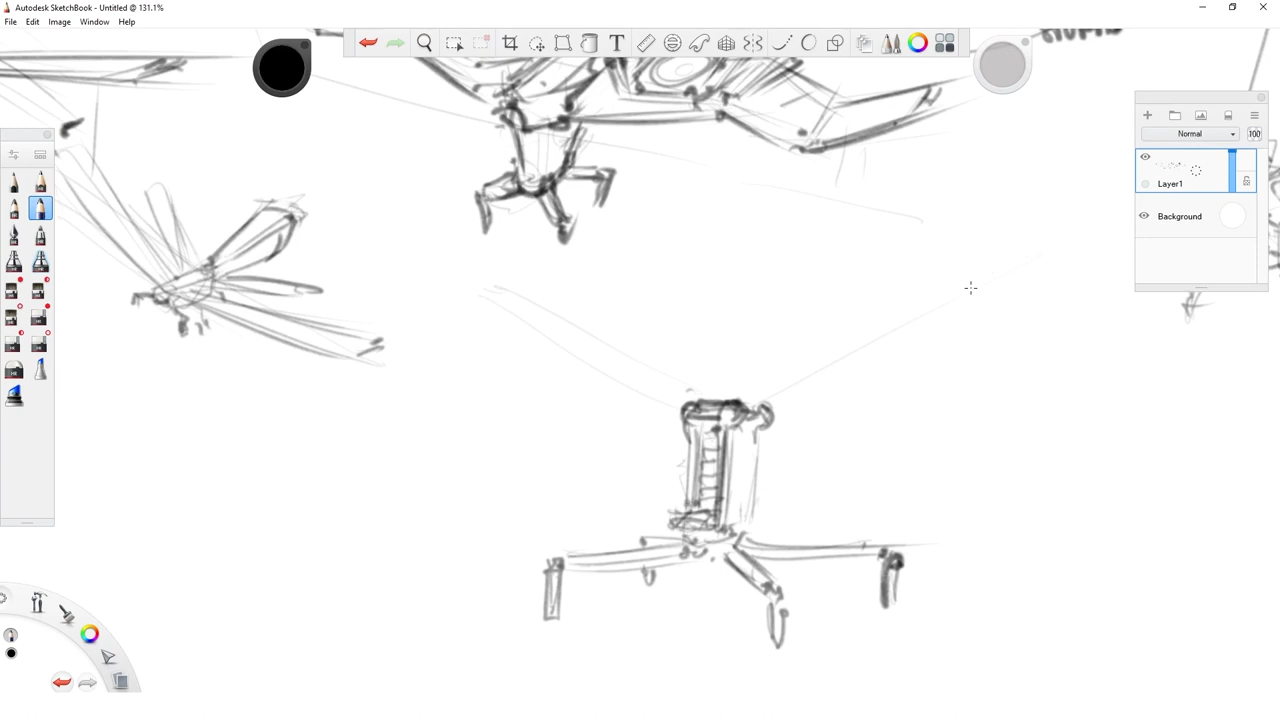 Autodesk SketchBook - Untitled @ 131.1%
File Edit Image Window Help
Normal
100
Layer1
Background